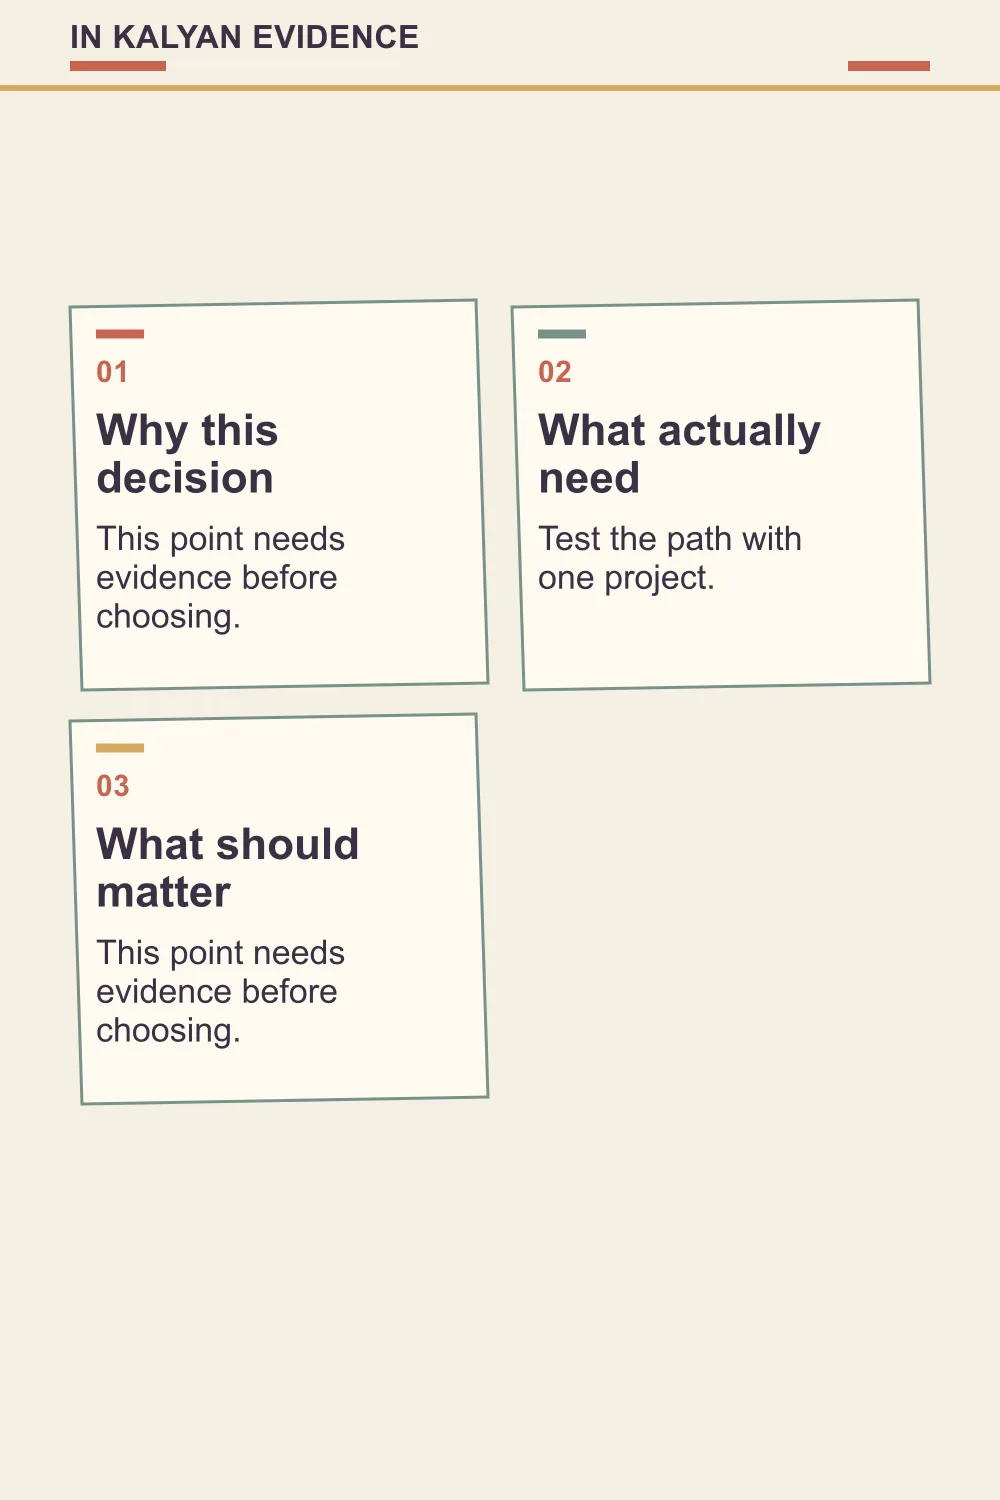 IN KALYAN EVIDENCE
01
Why this
decision
This point needs
evidence before
choosing.
02
What actually
need
Test the path with
one project.
03
What should
matter
This point needs
evidence before
choosing.